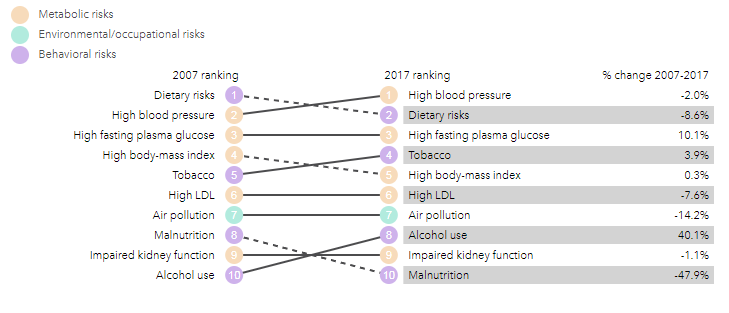 Metabolic risks
Environmental/occupational risks
Behavioral risks
2007 ranking 2017 ranking % change 2007-2017
Dietary risks 1 1 High blood pressure -2.0%
High blood pressure 2 2 Dietary risks -8.6%
High fasting plasma glucose 3 3 High fasting plasma glucose 10.1%
High body-mass index 4 4 Tobacco 3.9%
Tobacco 5 5 High body-mass index 0.3%
High LDL 6 6 High LDL -7.6%
Air pollution 7 7 Air pollution -14.2%
Malnutrition 8 8 Alcohol use 40.1%
Impaired kidney function 9 9 Impaired kidney function -1.1%
Alcohol use 10 10 Malnutrition -47.9%